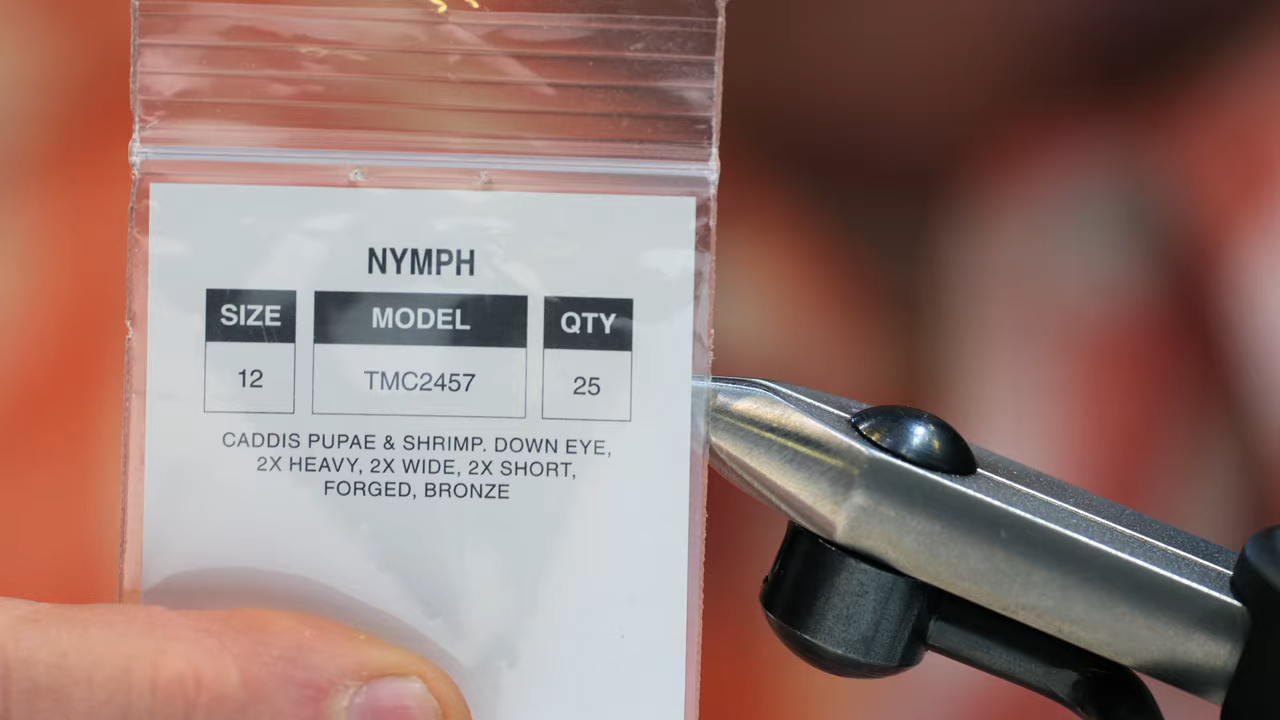 NYMPH
SIZE MODEL QTY
12 TMC2457 25
CADDIS PUPAE & SHRIMP. DOWN EYE,
2X HEAVY, 2X WIDE, 2X SHORT,
FORGED, BRONZE